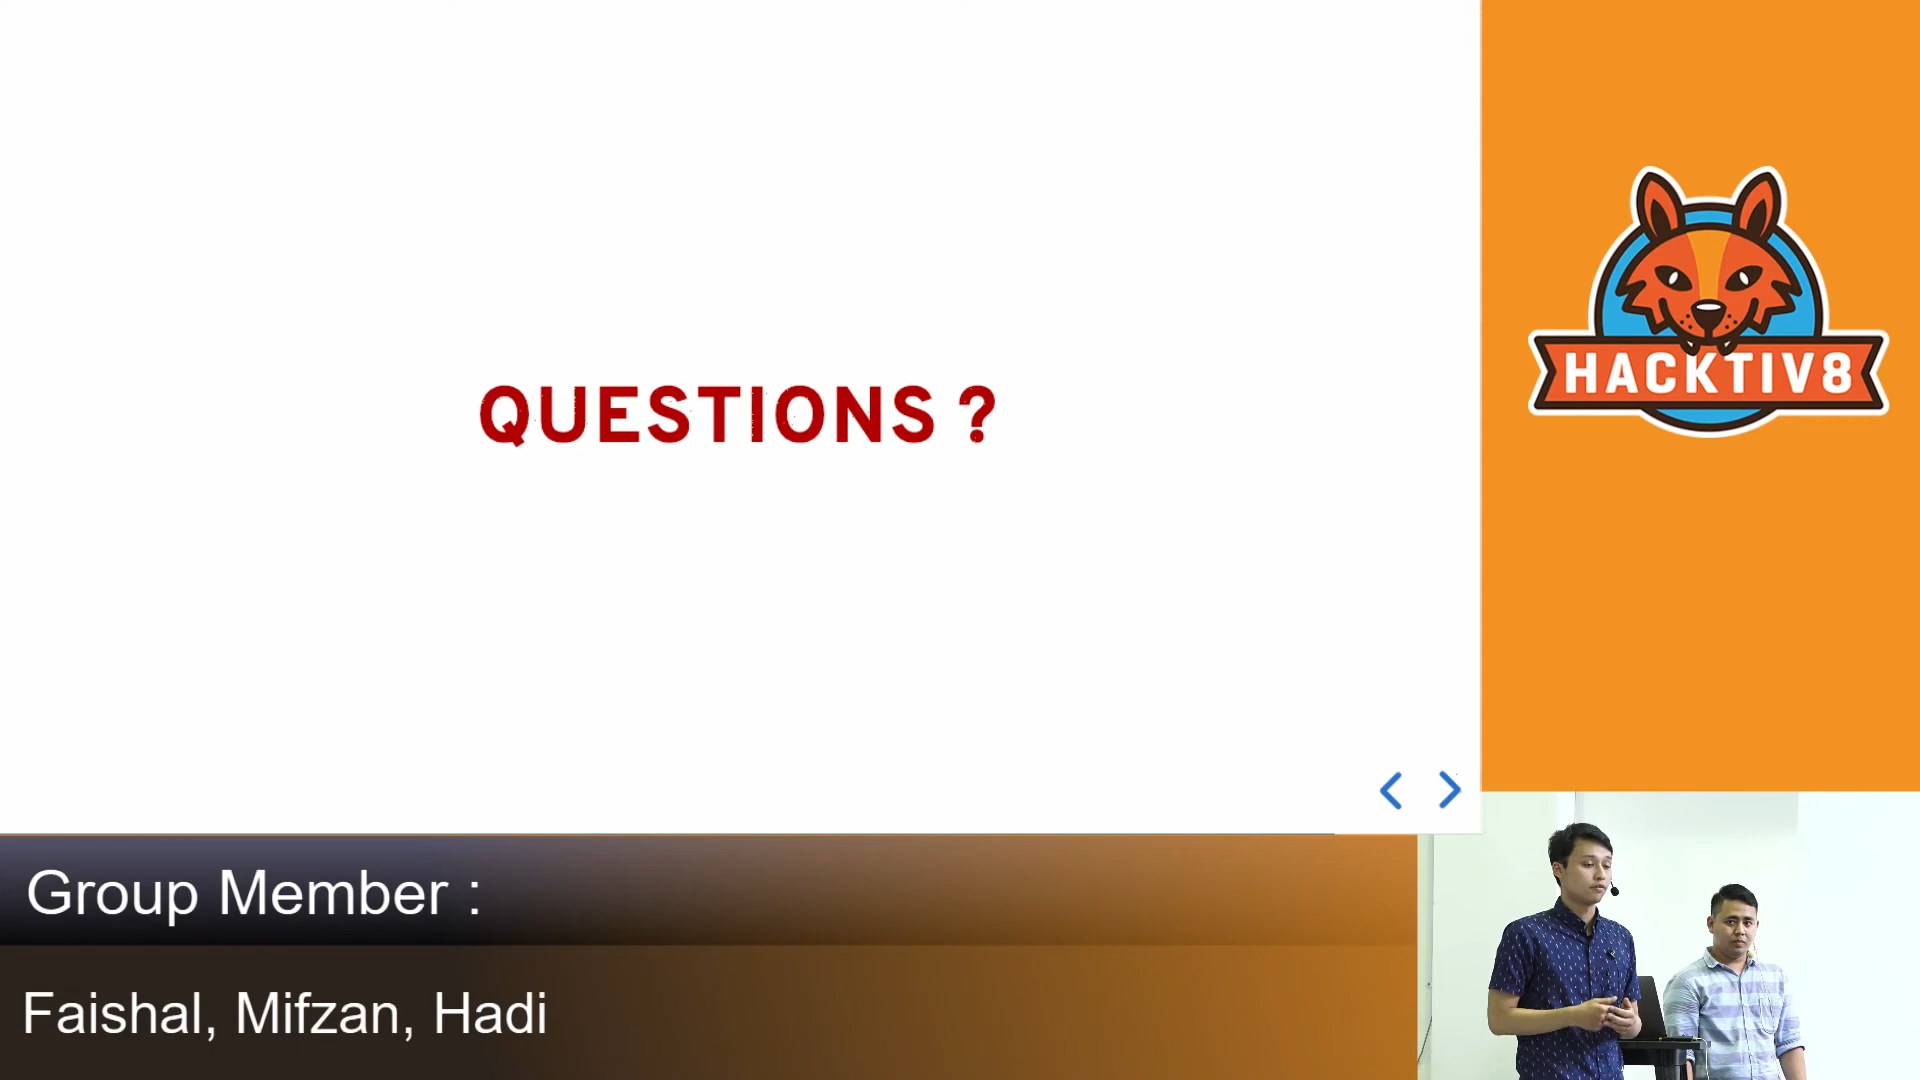 QUESTIONS ?
HACKTIV8
Group Member :
Faishal, Mifzan, Hadi